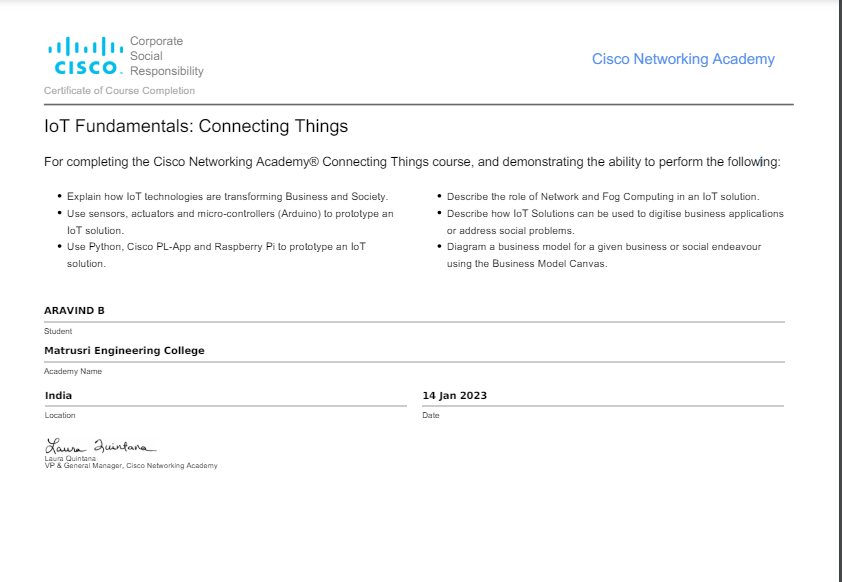 Corporate
Social
Responsibility
CISCO
Cisco Networking Academy
Certificate of Course Completion
IoT Fundamentals: Connecting Things
For completing the Cisco Networking Academy® Connecting Things course, and demonstrating the ability to perform the following:
• Explain how IoT technologies are transforming Business and Society.
• Use sensors, actuators and micro-controllers (Arduino) to prototype an
IoT solution.
• Use Python, Cisco PL-App and Raspberry Pi to prototype an IoT
solution.
• Describe the role of Network and Fog Computing in an IoT solution.
• Describe how IoT Solutions can be used to digitise business applications
or address social problems.
• Diagram a business model for a given business or social endeavour
using the Business Model Canvas.
ARAVIND B
Student
Matrusri Engineering College
Academy Name
India
Location
14 Jan 2023
Date
Laura Quintana
Laura Quintana
VP & General Manager, Cisco Networking Academy